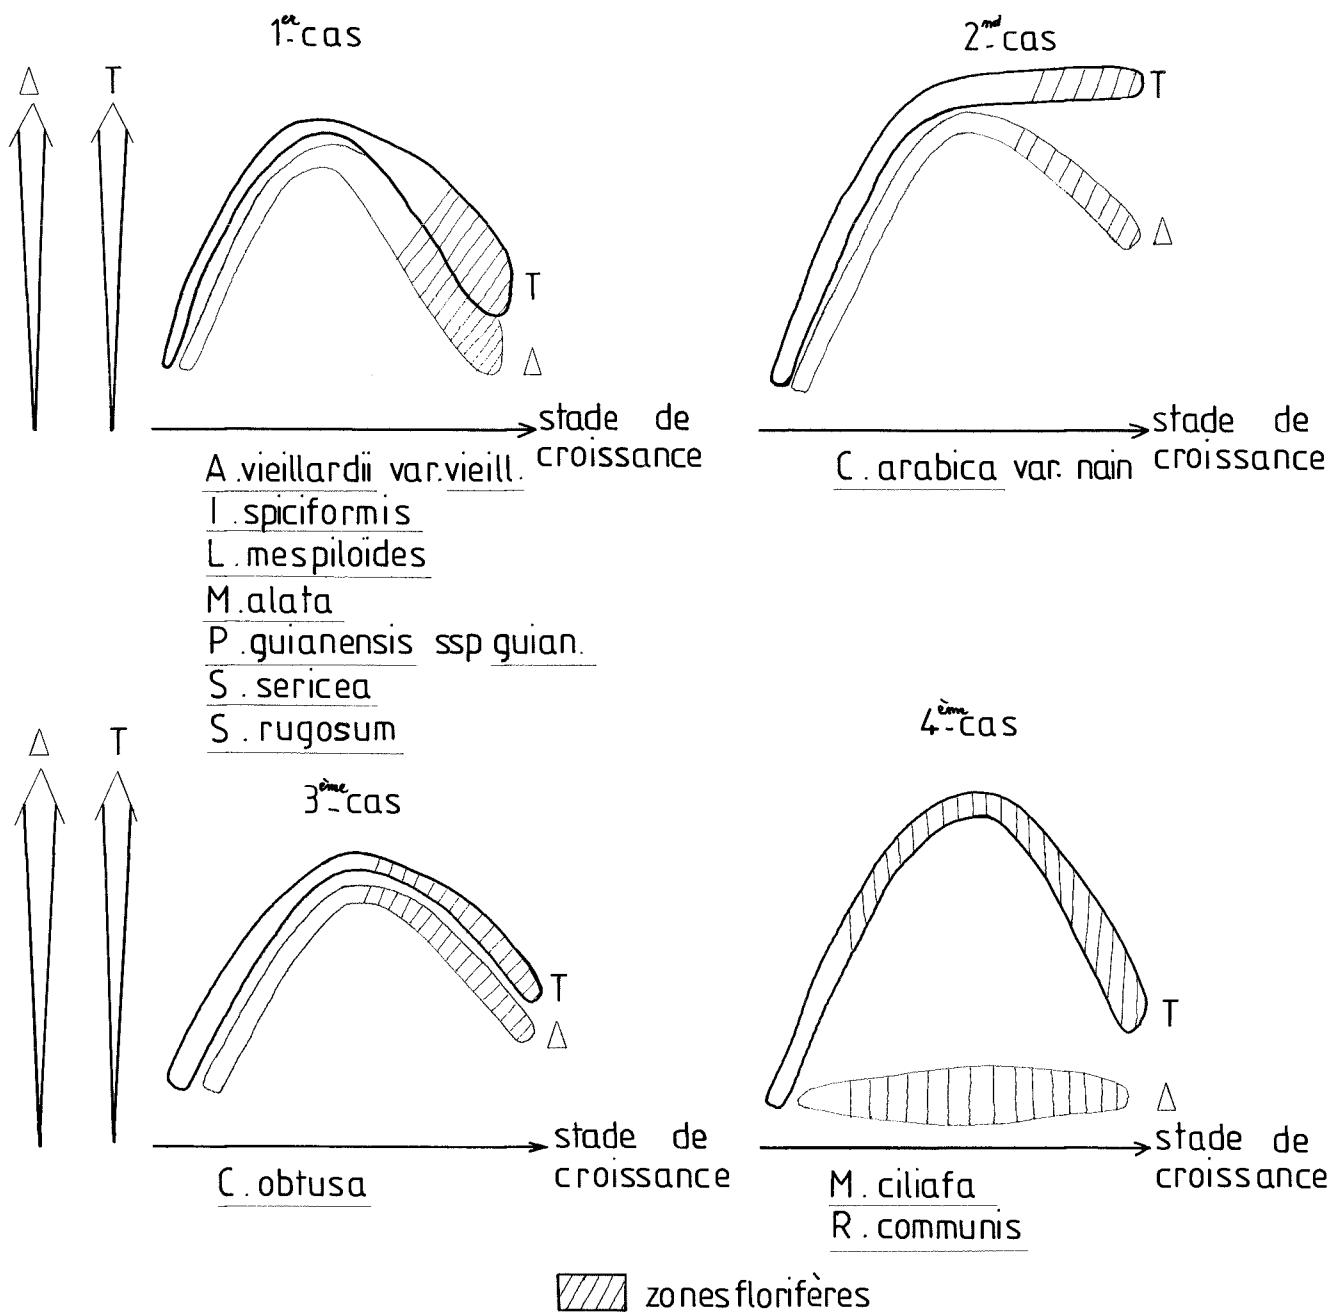 1er cas
2nd cas
Δ
T
T
Δ
T
Δ
stade de
croissance
stade de
croissance
A.vieillardii var.vieill.
I.spiciformis
L.mespiloïdes
M.alata
P.guianensis ssp guian.
S.sericea
S.rugosum
C.arabica var. nain
Δ
T
3ème cas
4ème cas
T
Δ
T
Δ
stade de
croissance
stade de
croissance
C.obtusa
M.ciliafa
R.communis
zones florifères